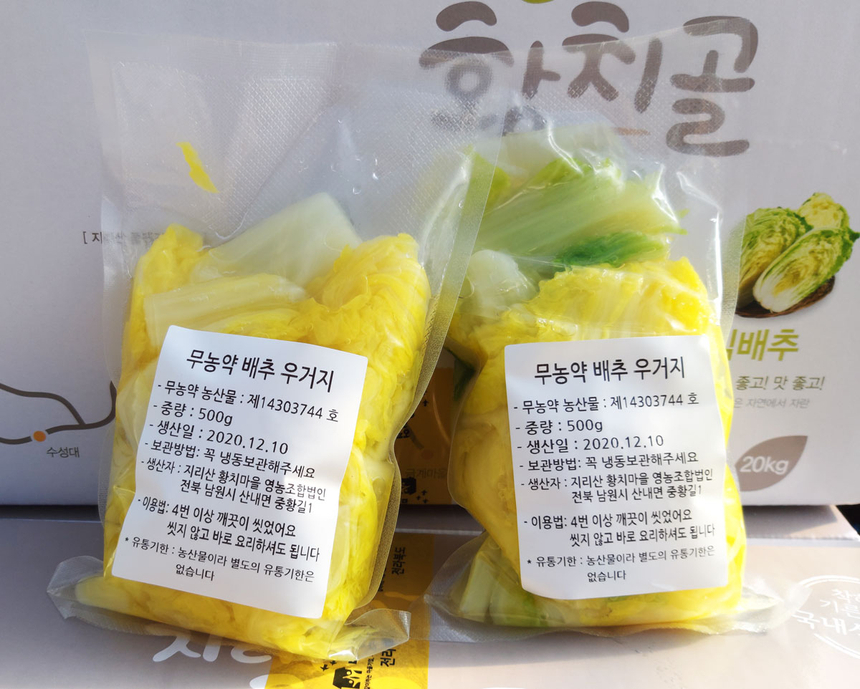 황치골
무농약 배추 우거지
- 무농약 농산물 : 제14303744 호
- 중량 : 500g
- 생산일 : 2020.12.10
- 보관방법: 꼭 냉동보관해주세요
- 생산자 : 지리산 황치마을 영농조합법인
전북 남원시 산내면 중황길1
- 이용법: 4번 이상 깨끗이 씻었어요
씻지 않고 바로 요리하셔도 됩니다
* 유통기한 : 농산물이라 별도의 유통기한은
없습니다
무농약 배추 우거지
- 무농약 농산물 : 제14303744 호
- 중량 : 500g
- 생산일 : 2020.12.10
- 보관방법: 꼭 냉동보관해주세요
- 생산자 : 지리산 황치마을 영농조합법인
전북 남원시 산내면 중황길1
- 이용법: 4번 이상 깨끗이 씻었어요
씻지 않고 바로 요리하셔도 됩니다
* 유통기한 : 농산물이라 별도의 유통기한은
없습니다
배추
좋고! 맛 좋고!
자연에서 자란
20kg
수성대
전라북도